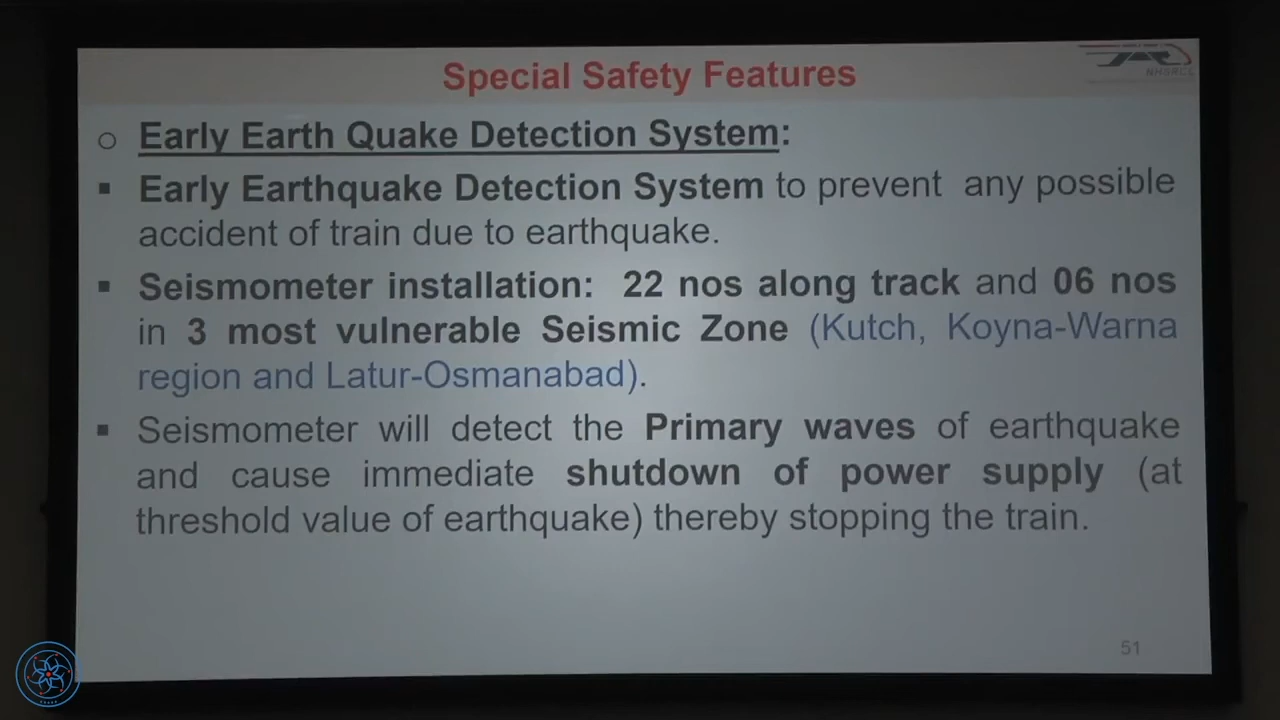 Special Safety Features
NHSRCL
○ Early Earth Quake Detection System:
▪ Early Earthquake Detection System to prevent any possible
accident of train due to earthquake.
▪ Seismometer installation: 22 nos along track and 06 nos
in 3 most vulnerable Seismic Zone (Kutch, Koyna-Warna
region and Latur-Osmanabad).
▪ Seismometer will detect the Primary waves of earthquake
and cause immediate shutdown of power supply (at
threshold value of earthquake) thereby stopping the train.
51